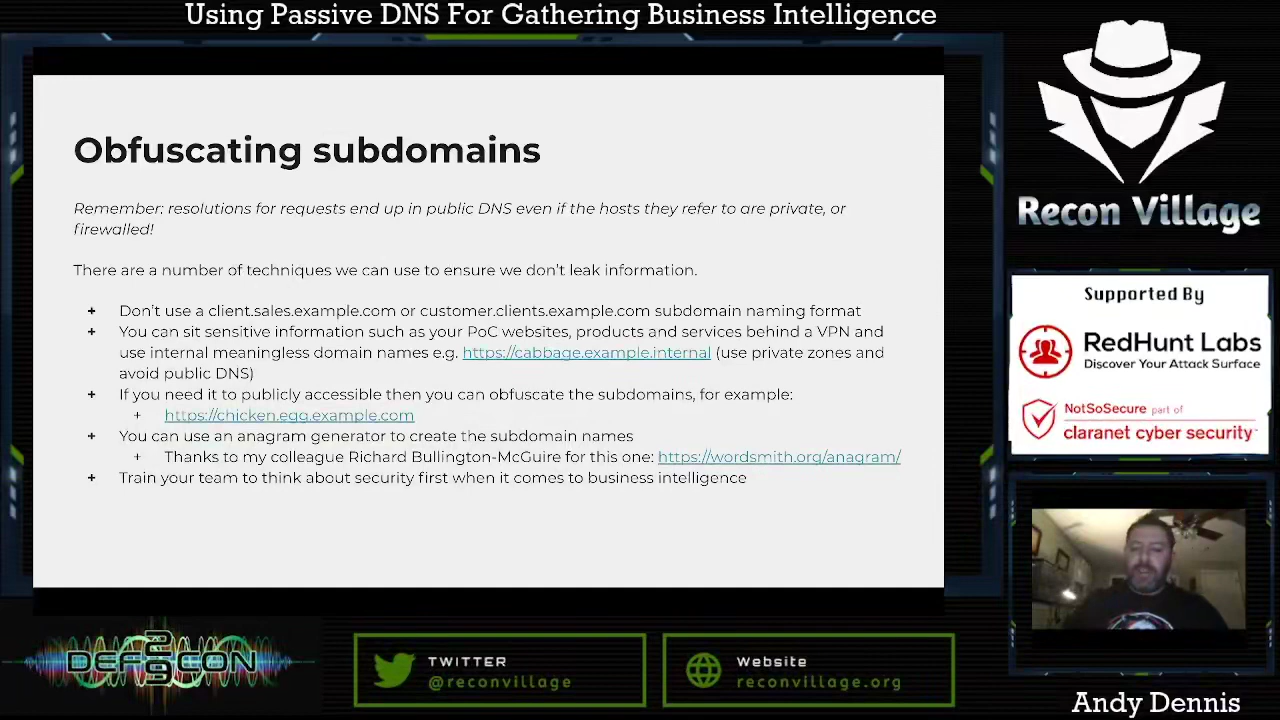 Using Passive DNS For Gathering Business Intelligence
Obfuscating subdomains
Remember: resolutions for requests end up in public DNS even if the hosts they refer to are private, or
firewalled!
There are a number of techniques we can use to ensure we don't leak information.
+ Don't use a client.sales.example.com or customer.clients.example.com subdomain naming format
+ You can sit sensitive information such as your PoC websites, products and services behind a VPN and
use internal meaningless domain names e.g. https://cabbage.example.internal (use private zones and
avoid public DNS)
+ If you need it to publicly accessible then you can obfuscate the subdomains, for example:
+ https://chicken.egg.example.com
+ You can use an anagram generator to create the subdomain names
+ Thanks to my colleague Richard Bullington-McGuire for this one: https://wordsmith.org/anagram/
+ Train your team to think about security first when it comes to business intelligence
Recon Village
Supported By
RedHunt Labs
Discover Your Attack Surface
NotSoSecure part of
claranet cyber security
DEFCON
29
TWITTER
@reconvillage
Website
reconvillage.org
Andy Dennis